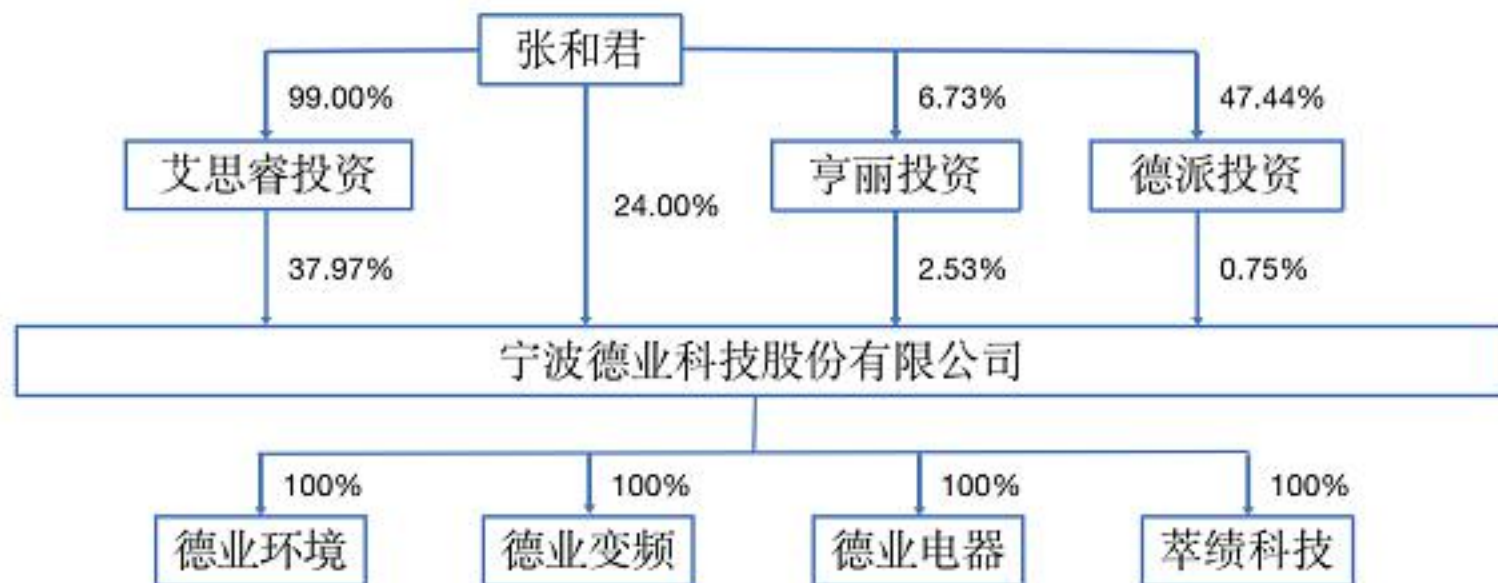 张和君
99.00%
6.73%
47.44%
艾思睿投资
亨丽投资
德派投资
24.00%
37.97%
2.53%
0.75%
宁波德业科技股份有限公司
100%
100%
100%
100%
德业环境
德业变频
德业电器
萃绩科技